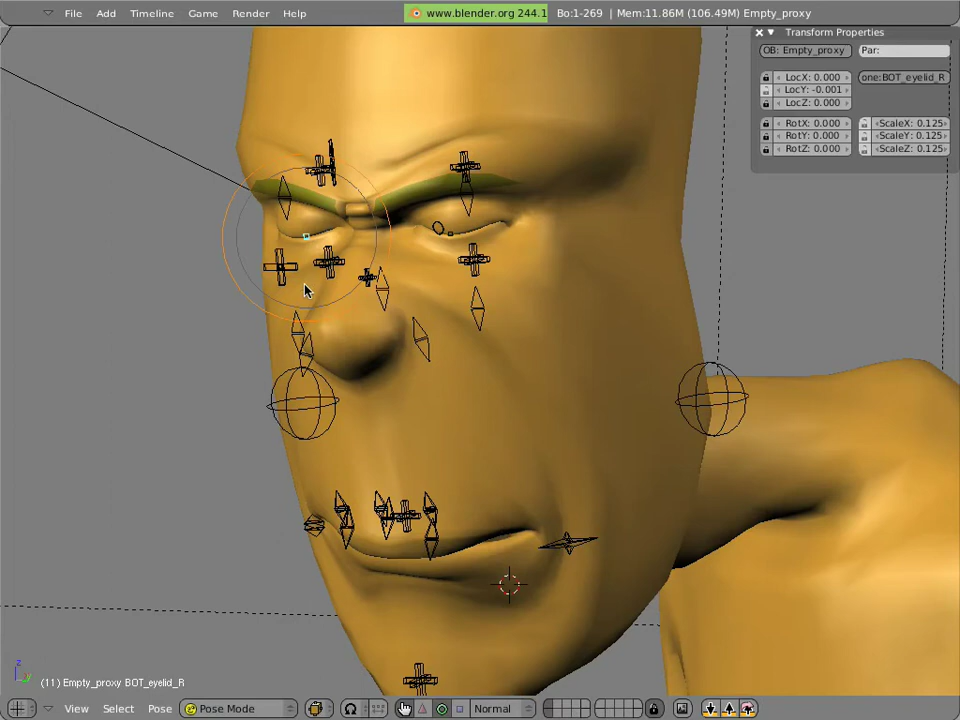 File Add Timeline Game Render Help www.blender.org 244.1 Bo:1-269 | Mem:11.86M (106.49M) Empty_proxy
Transform Properties
OB: Empty_proxy Par:
LocX: 0.000 one:BOT_eyelid_R
LocY: -0.001
LocZ: 0.000
RotX: 0.000 ScaleX: 0.125
RotY: 0.000 ScaleY: 0.125
RotZ: 0.000 ScaleZ: 0.125
z
y
(11) Empty_proxy BOT_eyelid_R
View Select Pose Pose Mode Normal